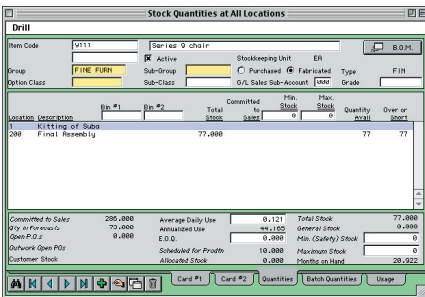 Stock Quantities at All Locations
Drill
Item Code 9111 Series 9 chair B.O.M.
Active Stockkeeping Unit EA
Group FINE FURN Sub-Group Purchased Fabricated Type FIN
Option Class Sub-Class G/L Sales Sub-Account Grade
Location Description Bin #1 Bin #2 Total Stock Committed to Sales Min. Stock Max. Stock Quantity Avail Over or Short
0 0
1 Kitting of Subs
200 Final Assembly 77.000 77 77
Committed to Sales 286.000 Average Daily Use 0.121 Total Stock 77.000
Qty in Forecasts 70.000 Annualized Use 44.165 General Stock 0.000
Open P.O.s 0.000 E.O.Q. 0.000 Min. (Safety) Stock 0
Outwork Open POs Scheduled for Prodtn 10.000 Maximum Stock 0
Customer Stock Allocated Stock 0.000 Months on Hand 20.922
Card #1 Card #2 Quantities Batch Quantities Usage